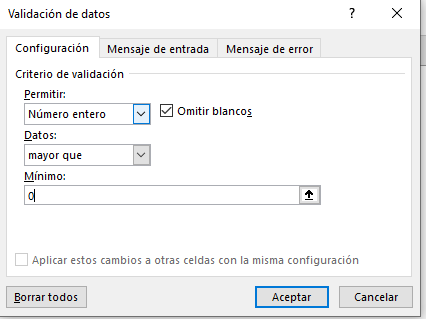 Validación de datos
?
Configuración Mensaje de entrada Mensaje de error
Criterio de validación
Permitir:
Número entero Omitir blancos
Datos:
mayor que
Mínimo:
0
Aplicar estos cambios a otras celdas con la misma configuración
Borrar todos Aceptar Cancelar